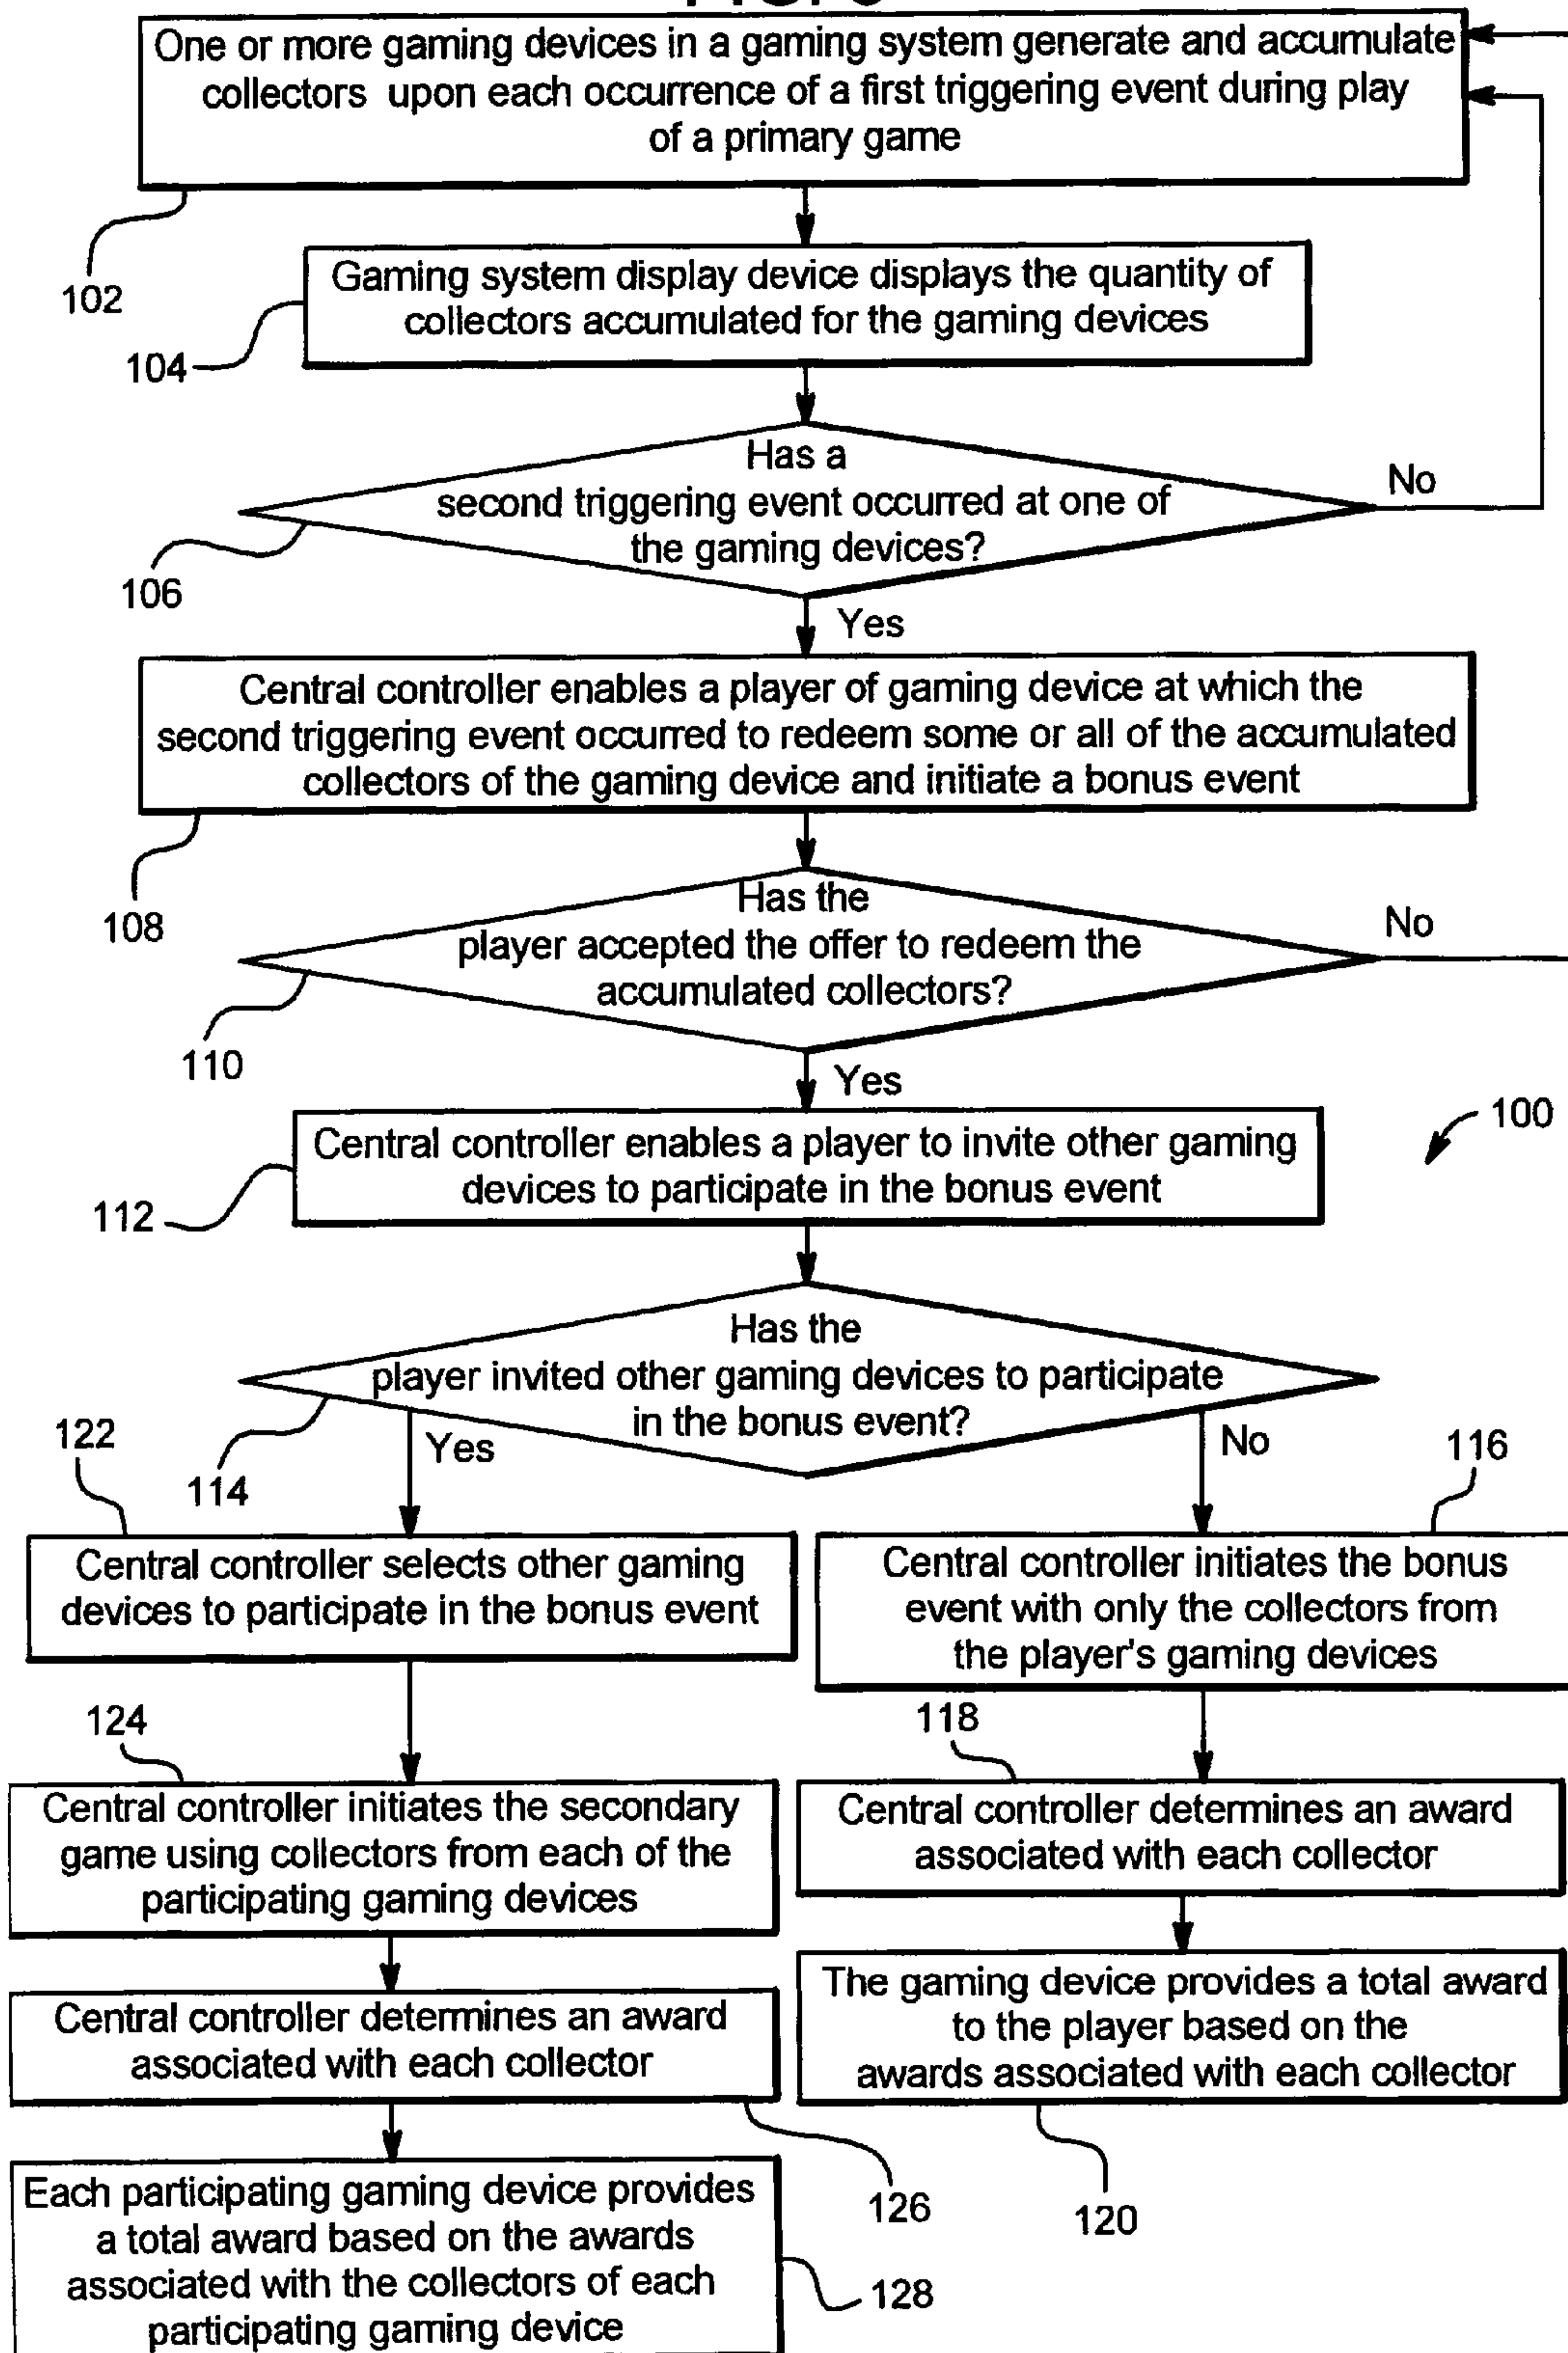 One or more gaming devices in a gaming system generate and accumulate
collectors upon each occurrence of a first triggering event during play
of a primary game
102
Gaming system display device displays the quantity of
collectors accumulated for the gaming devices
104
Has a
second triggering event occurred at one of
the gaming devices?
No
106
Yes
Central controller enables a player of gaming device at which the
second triggering event occurred to redeem some or all of the accumulated
collectors of the gaming device and initiate a bonus event
108
Has the
player accepted the offer to redeem the
accumulated collectors?
No
110
Yes
100
Central controller enables a player to invite other gaming
devices to participate in the bonus event
112
Has the
player invited other gaming devices to participate
in the bonus event?
114
Yes
No
122
Central controller selects other gaming
devices to participate in the bonus event
116
Central controller initiates the bonus
event with only the collectors from
the player's gaming devices
124
Central controller initiates the secondary
game using collectors from each of the
participating gaming devices
118
Central controller determines an award
associated with each collector
Central controller determines an award
associated with each collector
126
The gaming device provides a total award
to the player based on the
awards associated with each collector
120
Each participating gaming device provides
a total award based on the awards
associated with the collectors of each
participating gaming device
128